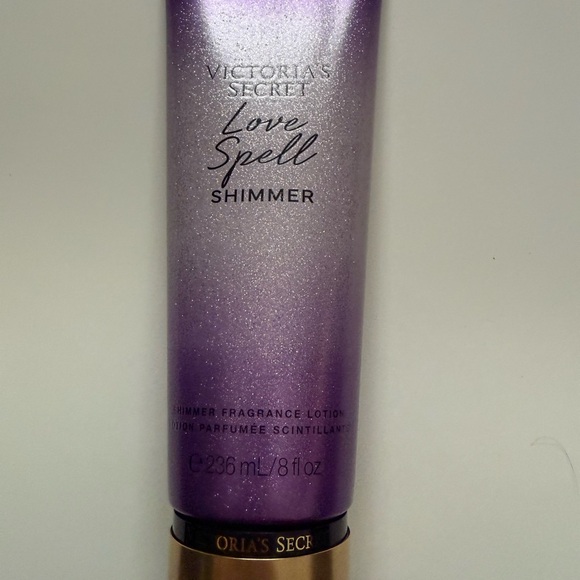 VICTORIA'S
SECRET
Love
Spell
SHIMMER
SHIMMER FRAGRANCE LOTION
LOTION PARFUMÉE SCINTILLANTE
℮ 236 mL/8 fl oz
ORIA'S SECR